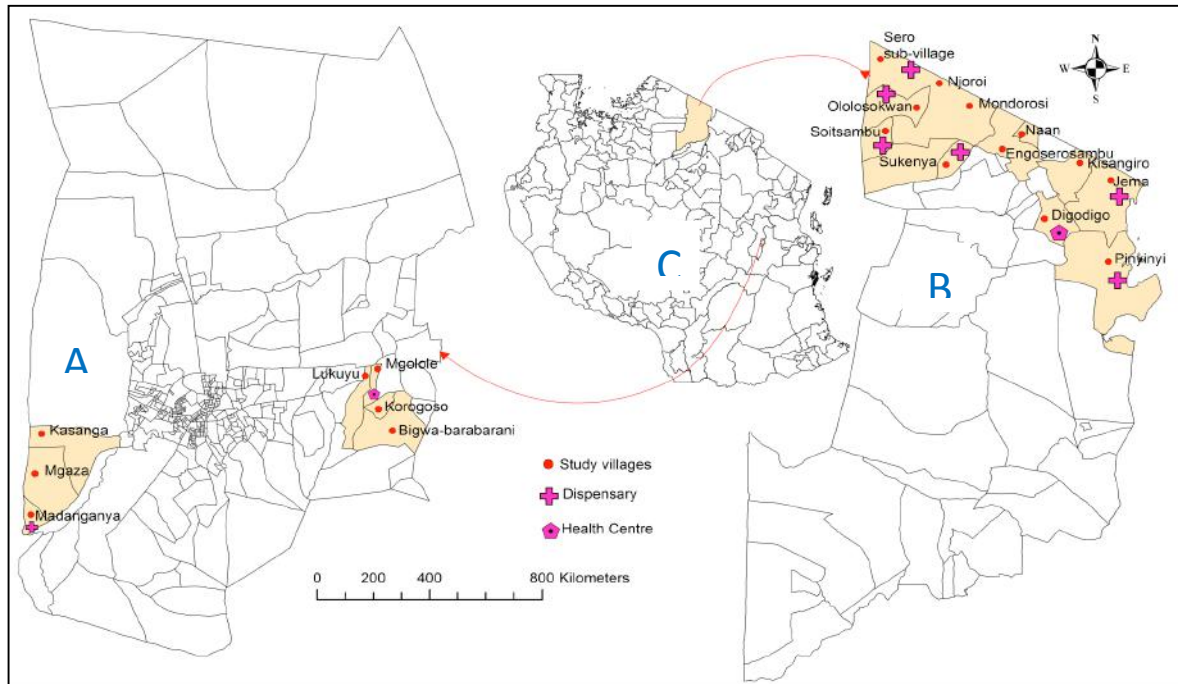 A
Kasanga
Mgaza
Madanganya
Lukuyu
Mgolole
Korogoso
Bigwa-barabarani
C
Study villages
Dispensary
Health Centre
0 200 400 800 Kilometers
N
W E
S
Sero
sub-village
Njoroi
Ololosokwan
Mondorosi
Soitsambu
Naan
Sukenya
Engoserosambu
Kisangiro
Jema
Digodigo
Pinyinyi
B